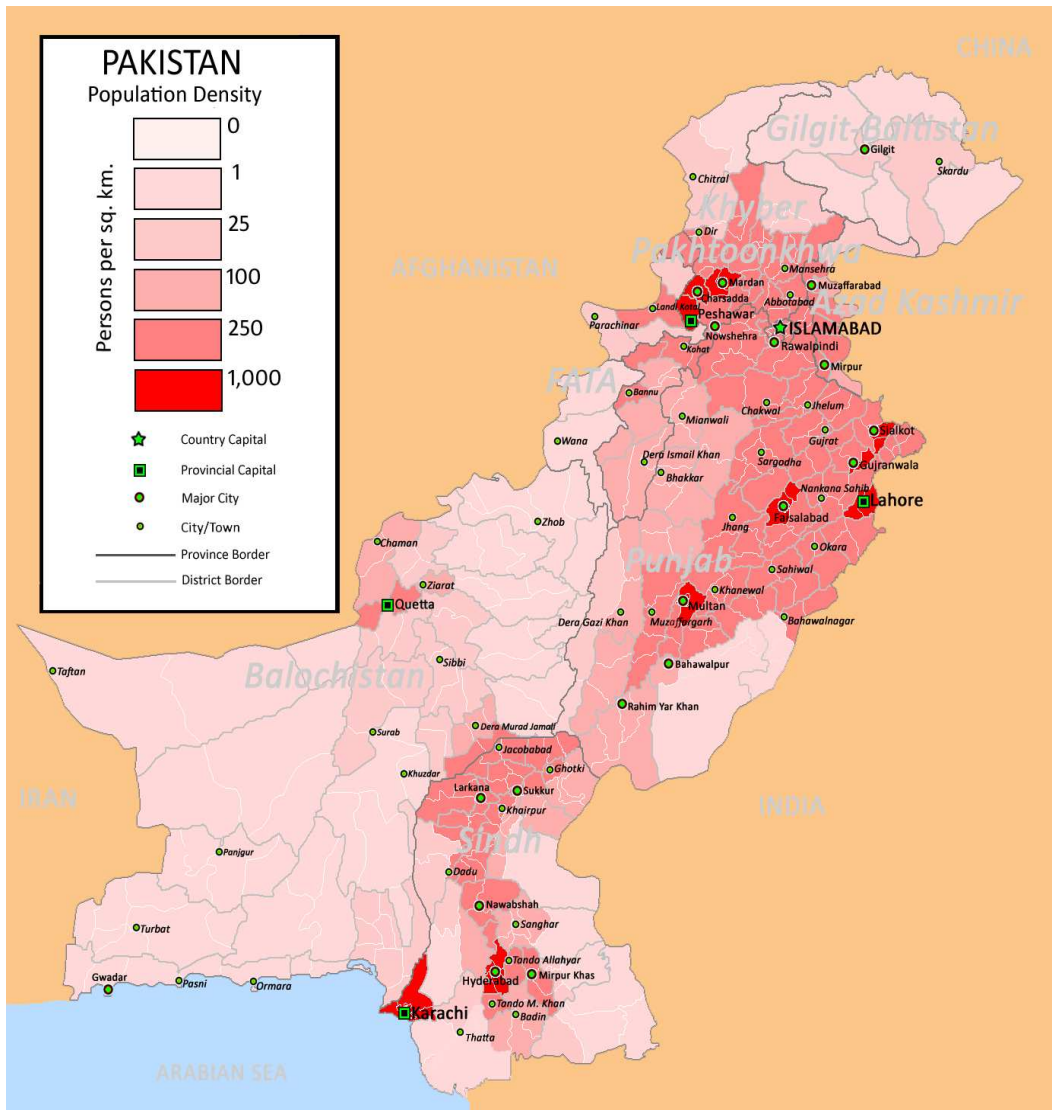 PAKISTAN
Population Density
Persons per sq. km.
0
1
25
100
250
1,000
Country Capital
Provincial Capital
Major City
City/Town
Province Border
District Border
CHINA
Gilgit-Baltistan
Gilgit
Skardu
Chitral
Khyber
Dir
Pakhtoonkhwa
AFGHANISTAN
Mansehra
Mardan
Muzaffarabad
Charsadda
Abbotabad
Azad Kashmir
Landi Kotal
Peshawar
Parachinar
Nowshehra
ISLAMABAD
Rawalpindi
Kohat
Mirpur
FATA
Bannu
Chakwal
Jhelum
Mianwali
Gujrat
Sialkot
Wana
Dera Ismail Khan
Sargodha
Gujranwala
Bhakkar
Nankana Sahib
Lahore
Faisalabad
Jhang
Zhob
Chaman
Okara
Punjab
Sahiwal
Ziarat
Khanewal
Quetta
Multan
Dera Gazi Khan
Muzaffurgarh
Bahawalnagar
Sibbi
Bahawalpur
Taftan
Balochistan
Rahim Yar Khan
Surab
Dera Murad Jamali
Jacobabad
Khuzdar
Ghotki
Larkana
Sukkur
IRAN
Khairpur
INDIA
Sindh
Panjgur
Dadu
Nawabshah
Turbat
Sanghar
Tando Allahyar
Gwadar
Pasni
Ormara
Hyderabad
Mirpur Khas
Karachi
Tando M. Khan
Badin
Thatta
ARABIAN SEA